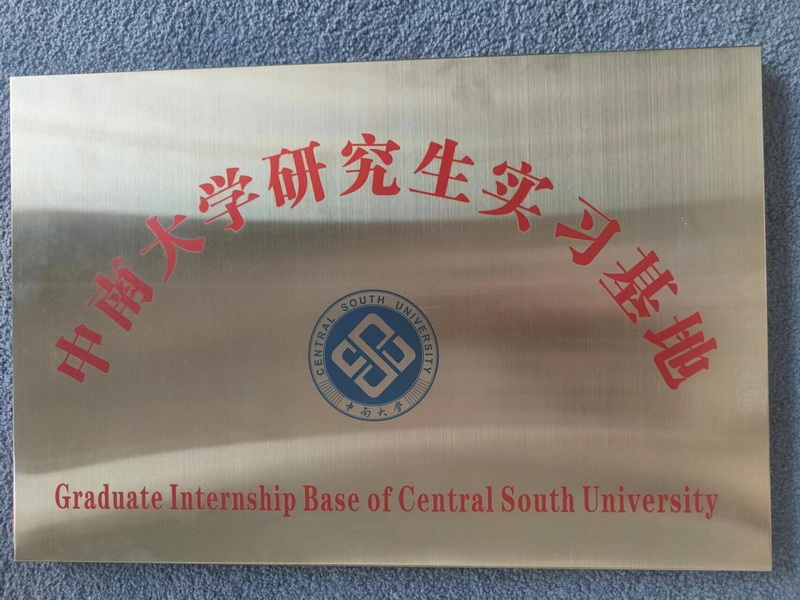 中南大学研究生实习基地
CENTRAL SOUTH UNIVERSITY
中南大學
Graduate Internship Base of Central South University